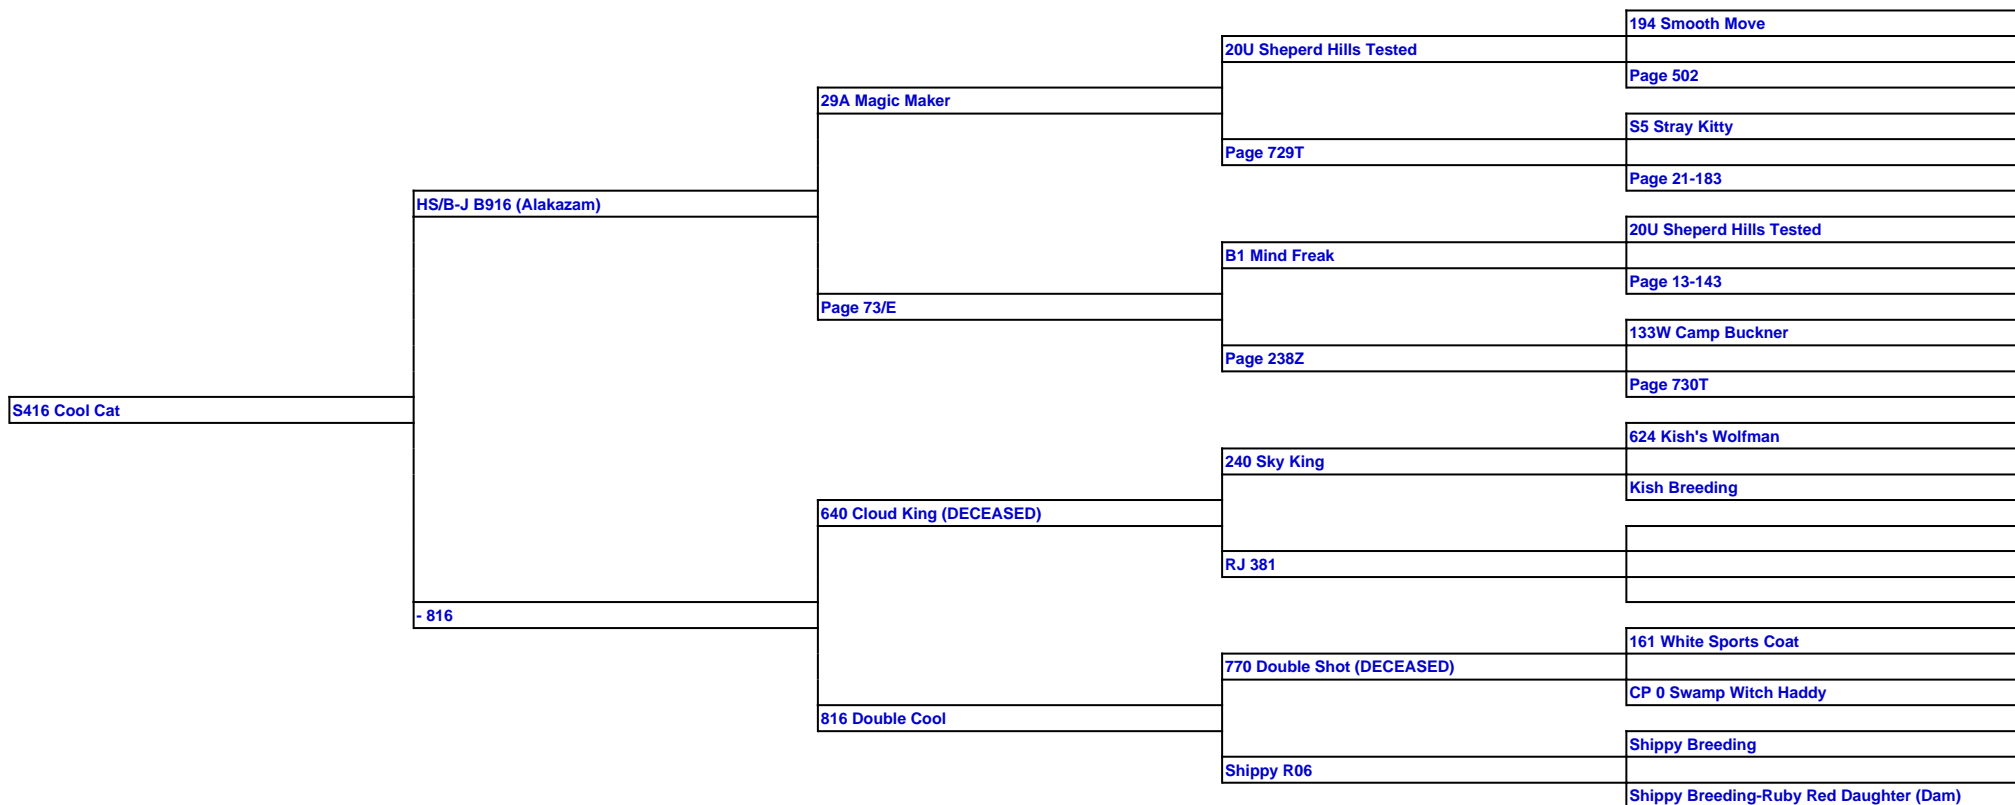 194 Smooth Move
20U Sheperd Hills Tested
Page 502
29A Magic Maker
S5 Stray Kitty
Page 729T
Page 21-183
HS/B-J B916 (Alakazam)
20U Sheperd Hills Tested
B1 Mind Freak
Page 13-143
Page 73/E
133W Camp Buckner
Page 238Z
Page 730T
S416 Cool Cat
624 Kish's Wolfman
240 Sky King
Kish Breeding
640 Cloud King (DECEASED)
RJ 381
- 816
161 White Sports Coat
770 Double Shot (DECEASED)
CP 0 Swamp Witch Haddy
816 Double Cool
Shippy Breeding
Shippy R06
Shippy Breeding-Ruby Red Daughter (Dam)